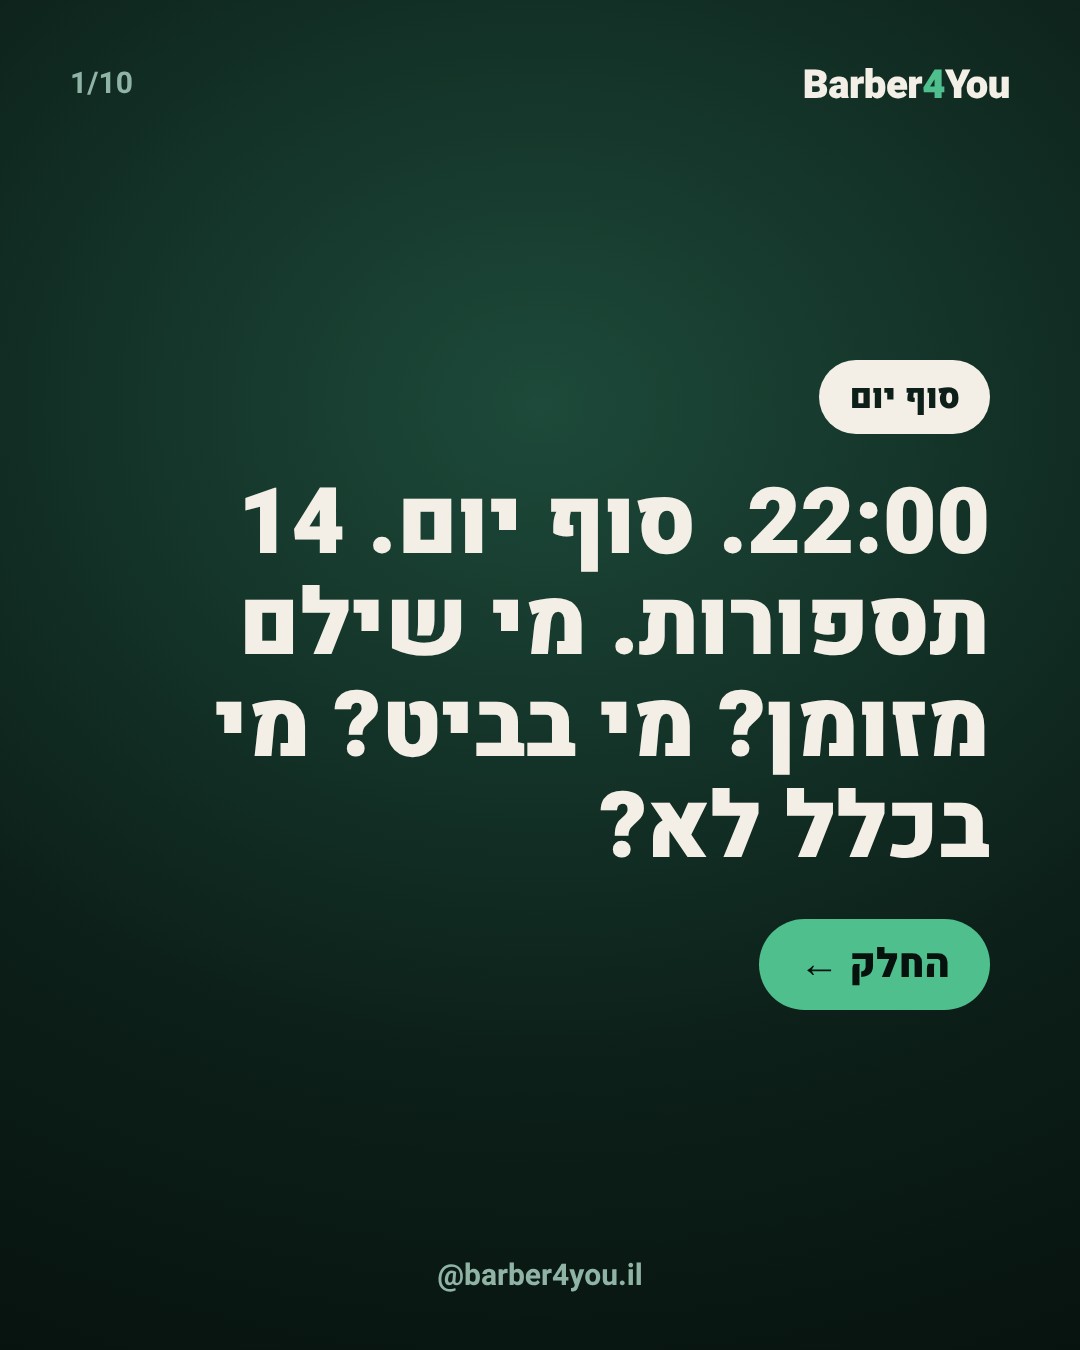 1/10
Barber4You
סוף יום
22:00. סוף יום. 14
תספורות. מי שילם
מזומן? מי בביט? מי
בכלל לא?
החלק ←
@barber4you.il